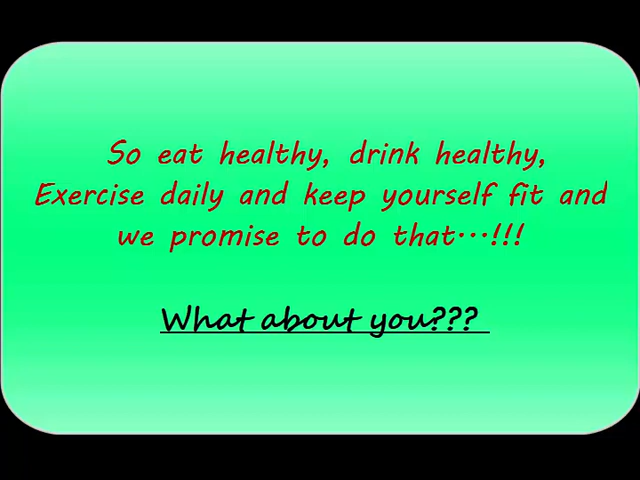 So eat healthy, drink healthy,
Exercise daily and keep yourself fit and
we promise to do that...!!!
What about you???